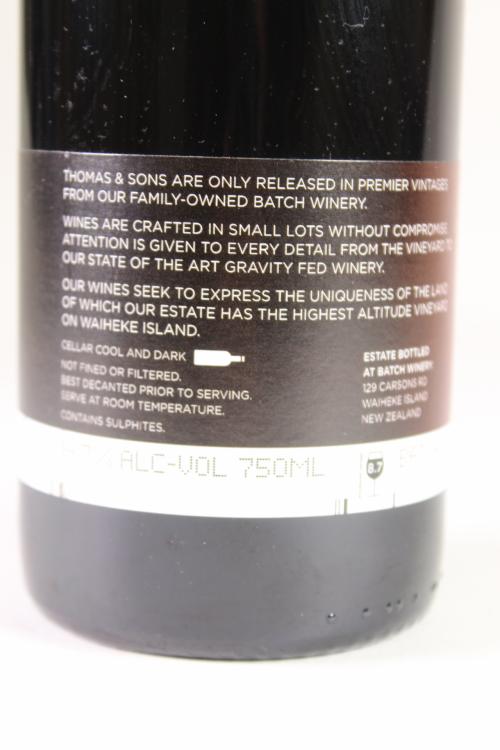 THOMAS & SONS ARE ONLY RELEASED IN PREMIER VINTAGES
FROM OUR FAMILY-OWNED BATCH WINERY.
WINES ARE CRAFTED IN SMALL LOTS WITHOUT COMPROMISE.
ATTENTION IS GIVEN TO EVERY DETAIL FROM THE VINEYARD TO
OUR STATE OF THE ART GRAVITY FED WINERY.
OUR WINES SEEK TO EXPRESS THE UNIQUENESS OF THE LAND
OF WHICH OUR ESTATE HAS THE HIGHEST ALTITUDE VINEYARD
ON WAIHEKE ISLAND.
CELLAR COOL AND DARK
NOT FINED OR FILTERED.
BEST DECANTED PRIOR TO SERVING.
SERVE AT ROOM TEMPERATURE.
CONTAINS SULPHITES.
ESTATE BOTTLED
AT BATCH WINERY
129 CARSONS RD
WAIHEKE ISLAND
NEW ZEALAND
% ALC-VOL 750ML
8.7